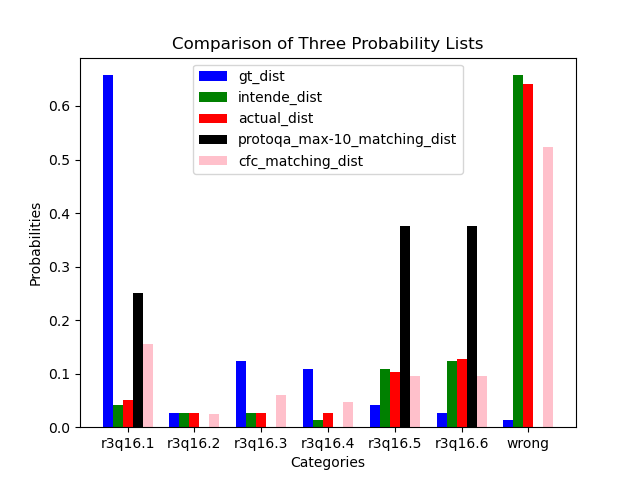 Comparison of Three Probability Lists
gt_dist
intende_dist
actual_dist
protoqa_max-10_matching_dist
cfc_matching_dist
Probabilities
0.6
0.5
0.4
0.3
0.2
0.1
0.0
r3q16.1 r3q16.2 r3q16.3 r3q16.4 r3q16.5 r3q16.6 wrong
Categories